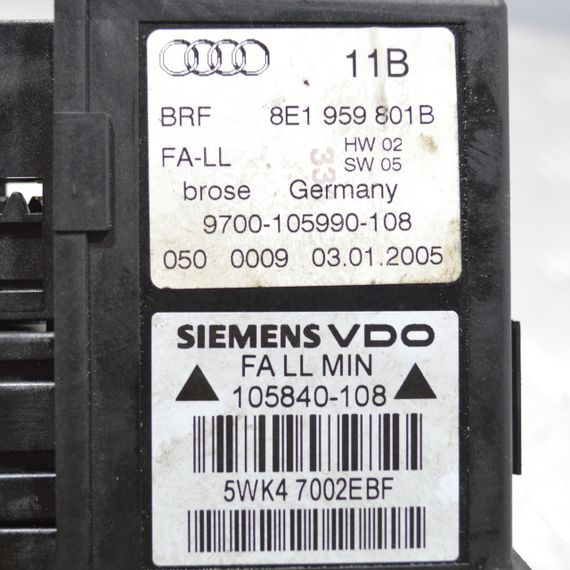 11B
BRF 8E1 959 801B
FA-LL HW 02
SW 05
brose Germany
9700-105990-108
050 0009 03.01.2005
SIEMENS VDO
FA LL MIN
105840-108
5WK4 7002EBF